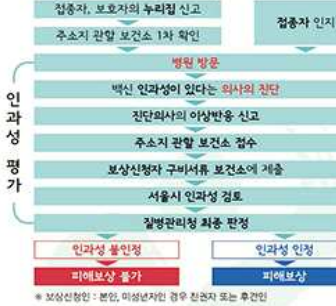 접종자, 보호자의 누리집 신고
접종자 인지
주소지 관할 보건소 1차 확인
병원 방문
백신 인과성이 있다는 의사의 진단
진단의사의 이상반응 신고
주소지 관할 보건소 접수
보상신청자 구비서류 보건소에 제출
서울시 인과성 검토
질병관리청 최종 판정
인과성 평가
인과성 불인정
인과성 인정
피해보상 불가
피해보상
※ 보상신청인 : 본인, 미성년자인 경우 친권자 또는 후견인